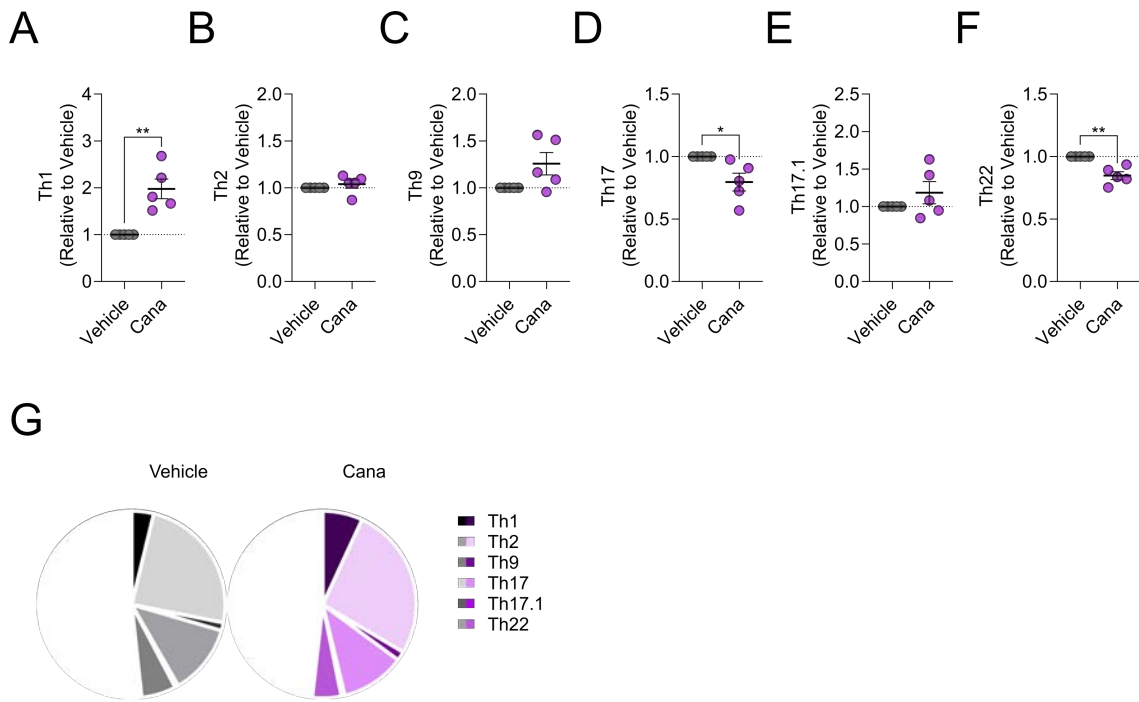 A
B
C
D
E
F
Th1
(Relative to Vehicle)
4
3
2
1
0
**
Vehicle
Cana
Th2
(Relative to Vehicle)
2.0
1.5
1.0
0.5
0.0
Vehicle
Cana
Th9
(Relative to Vehicle)
2.0
1.5
1.0
0.5
0.0
Vehicle
Cana
Th17
(Relative to Vehicle)
1.5
1.0
0.5
0.0
*
Vehicle
Cana
Th17.1
(Relative to Vehicle)
2.5
2.0
1.5
1.0
0.5
0.0
Vehicle
Cana
Th22
(Relative to Vehicle)
1.5
1.0
0.5
0.0
**
Vehicle
Cana
G
Vehicle
Cana
Th1
Th2
Th9
Th17
Th17.1
Th22